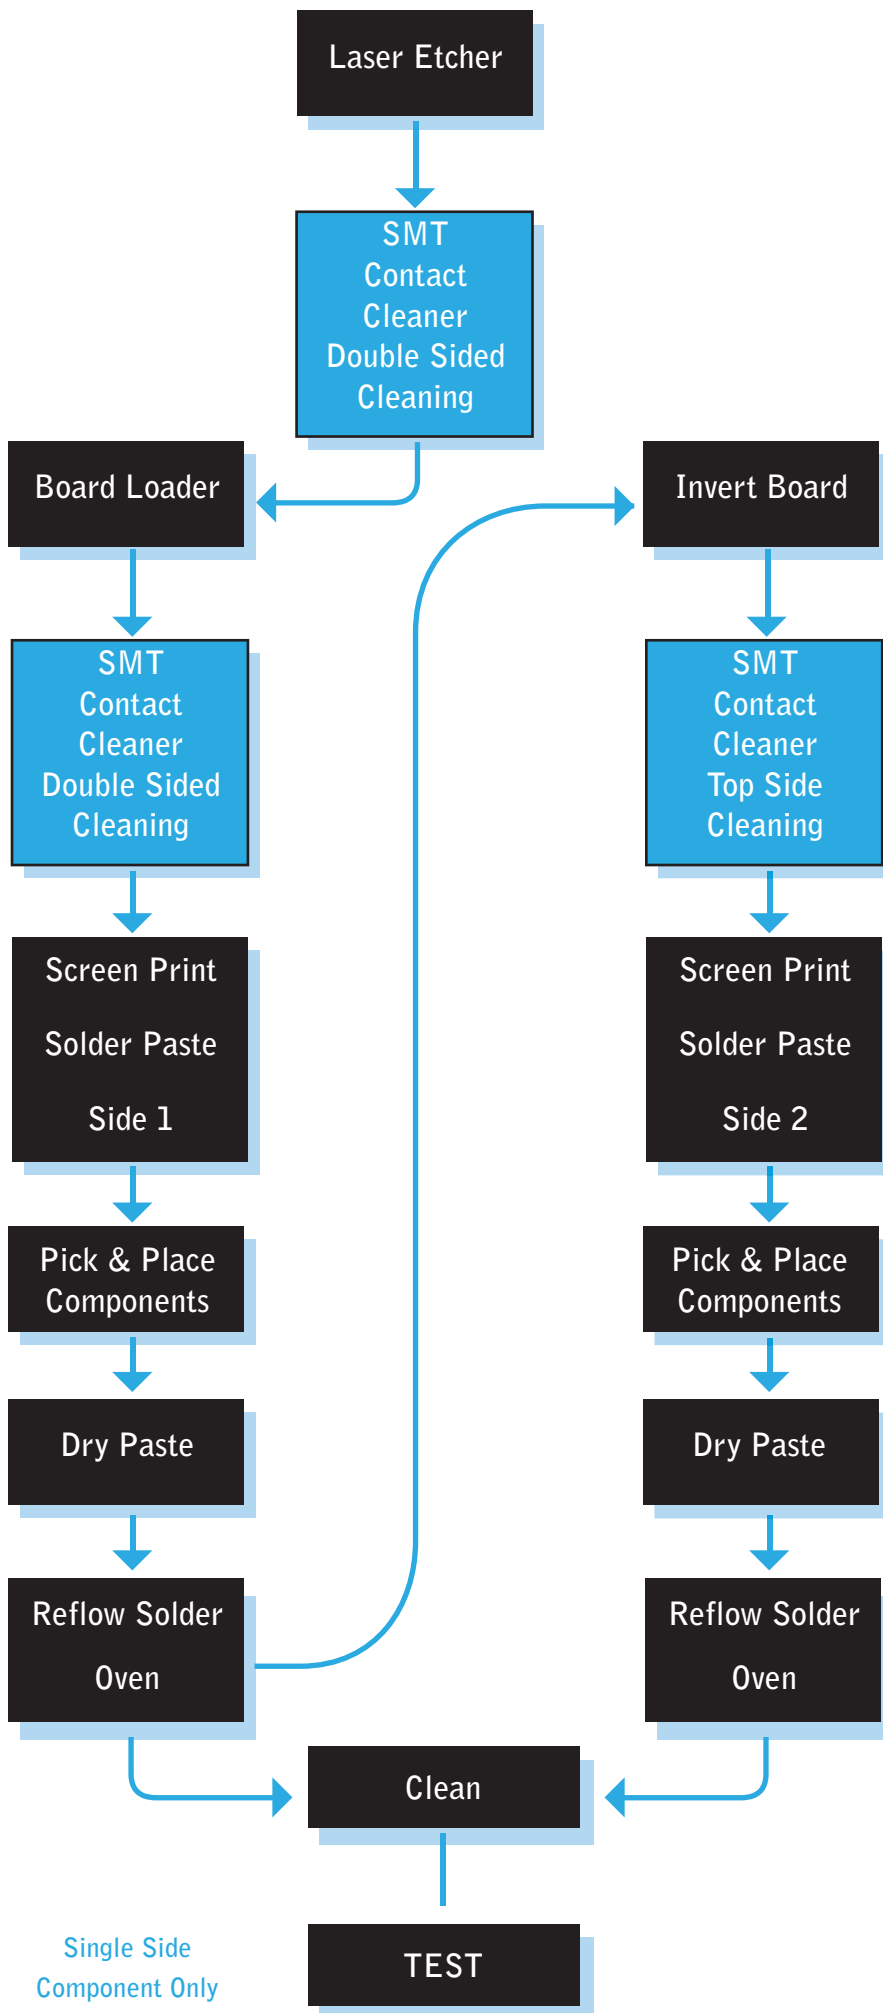 Laser Etcher
SMT
Contact
Cleaner
Double Sided
Cleaning
Board Loader
SMT
Contact
Cleaner
Double Sided
Cleaning
Screen Print
Solder Paste
Side 1
Pick & Place
Components
Dry Paste
Reflow Solder
Oven
Invert Board
SMT
Contact
Cleaner
Top Side
Cleaning
Screen Print
Solder Paste
Side 2
Pick & Place
Components
Dry Paste
Reflow Solder
Oven
Clean
TEST
Single Side
Component Only